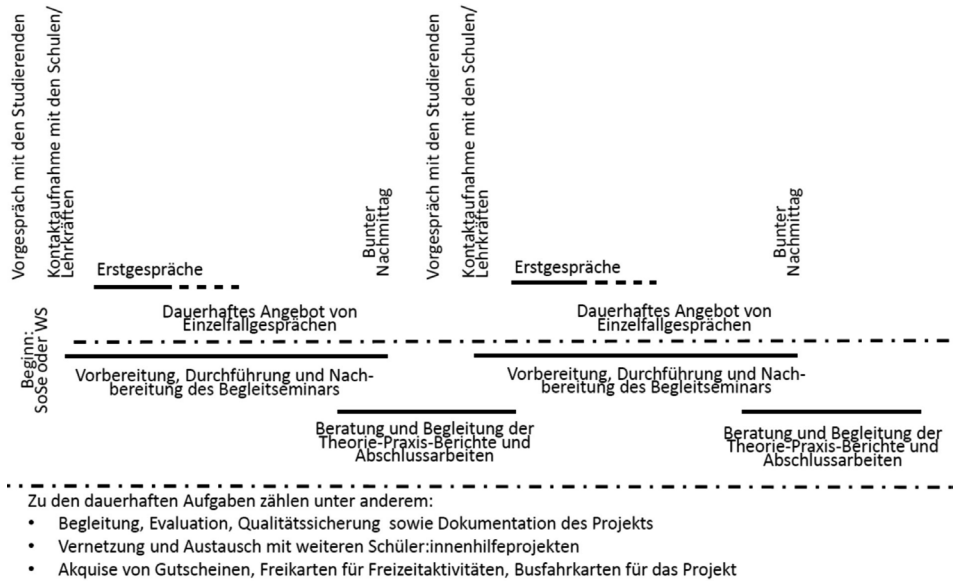 Vorgespräch mit den Studierenden
Kontaktaufnahme mit den Schulen/
Lehrkräften
Bunter
Nachmittag
Vorgespräch mit den Studierenden
Kontaktaufnahme mit den Schulen/
Lehrkräften
Bunter
Nachmittag
Erstgespräche
Erstgespräche
Beginn:
SoSe oder WS
Dauerhaftes Angebot von
Einzelfallgesprächen
Dauerhaftes Angebot von
Einzelfallgesprächen
Vorbereitung, Durchführung und Nach-
bereitung des Begleitseminars
Vorbereitung, Durchführung und Nach-
bereitung des Begleitseminars
Beratung und Begleitung der
Theorie-Praxis-Berichte und
Abschlussarbeiten
Beratung und Begleitung der
Theorie-Praxis-Berichte und
Abschlussarbeiten
Zu den dauerhaften Aufgaben zählen unter anderem:
• Begleitung, Evaluation, Qualitätssicherung sowie Dokumentation des Projekts
• Vernetzung und Austausch mit weiteren Schüler:innenhilfeprojekten
• Akquise von Gutscheinen, Freikarten für Freizeitaktivitäten, Busfahrkarten für das Projekt